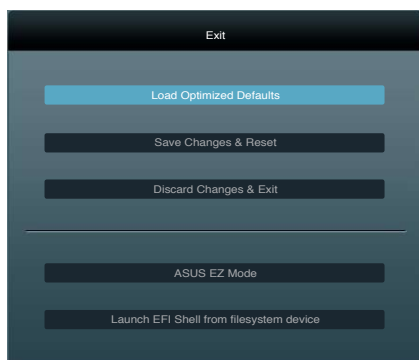 Exit
Load Optimized Defaults
Save Changes & Reset
Discard Changes & Exit
ASUS EZ Mode
Launch EFI Shell from filesystem device